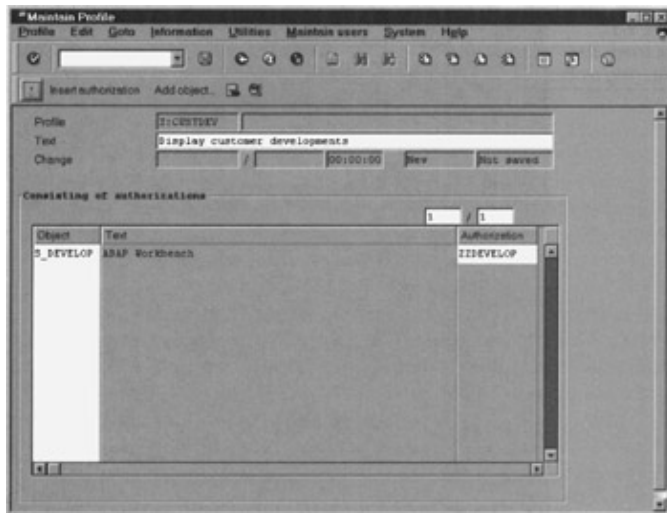 Maintain Profile
Profile Edit Goto Information Utilities Maintain users System Help
Insert authorization Add object...
Profile Z:CUSTDEV
Text Display customer developments
Change / 00:00:00 New Not saved
Consisting of authorizations
1 / 1
Object Text Authorization
S_DEVELOP ABAP Workbench ZZDEVELOP